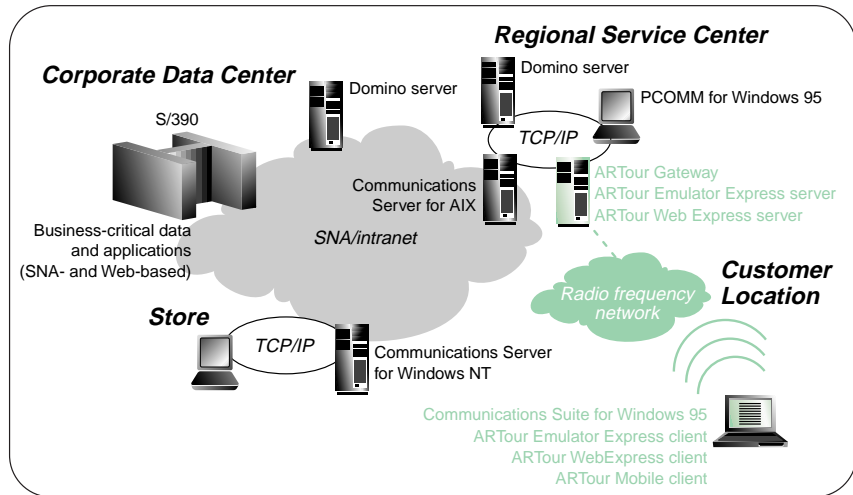 Regional Service Center
Corporate Data Center
Domino server
Domino server
S/390
PCOMM for Windows 95
TCP/IP
Communications
Server for AIX
ARTour Gateway
ARTour Emulator Express server
ARTour Web Express server
Business-critical data
and applications
(SNA- and Web-based)
SNA/intranet
Customer
Location
Radio frequency
network
Store
TCP/IP
Communications Server
for Windows NT
Communications Suite for Windows 95
ARTour Emulator Express client
ARTour WebExpress client
ARTour Mobile client